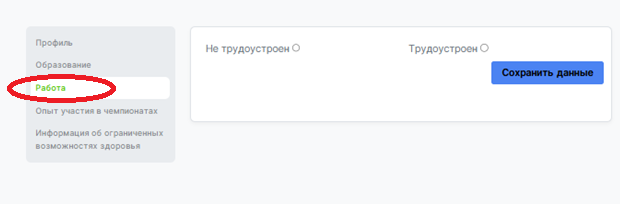 Профиль
Образование
Работа
Опыт участия в чемпионатах
Информация об ограниченных
возможностях здоровья
Не трудоустроен
Трудоустроен
Сохранить данные